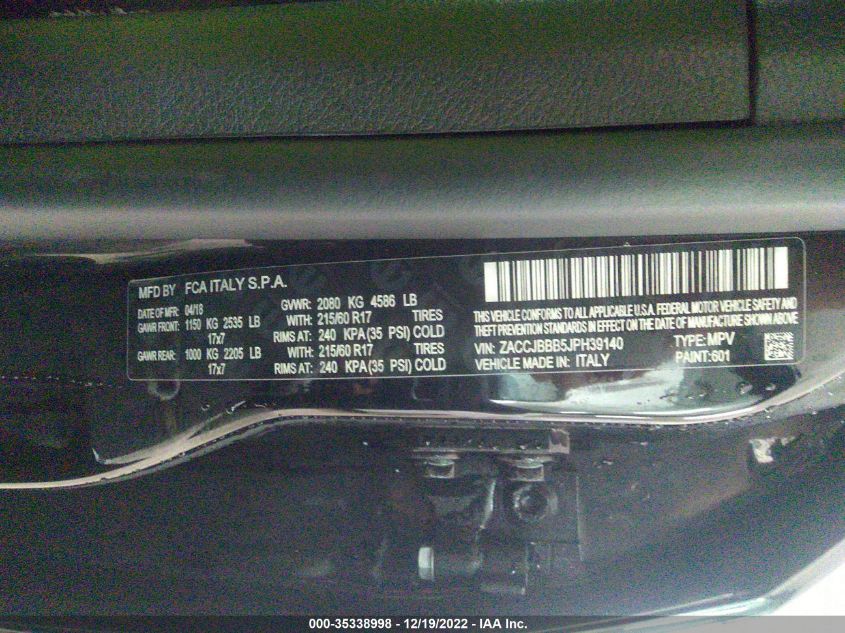 MFD BY FCA ITALY S.P.A.
DATE OF MFR: 04/18 GVWR: 2080 KG 4586 LB
GAWR FRONT: 1150 KG 2535 LB WITH: 215/60 R17 TIRES
17x7 RIMS AT: 240 KPA(35 PSI) COLD
GAWR REAR: 1000 KG 2205 LB WITH: 215/60 R17 TIRES
17x7 RIMS AT: 240 KPA(35 PSI) COLD
THIS VEHICLE CONFORMS TO ALL APPLICABLE U.S.A. FEDERAL MOTOR VEHICLE SAFETY AND
THEFT PREVENTION STANDARDS IN EFFECT ON THE DATE OF MANUFACTURE SHOWN ABOVE
VIN: ZACCJBBB5JPH39140 TYPE: MPV
VEHICLE MADE IN: ITALY PAINT:601
000-35338998 - 12/19/2022 - IAA Inc.